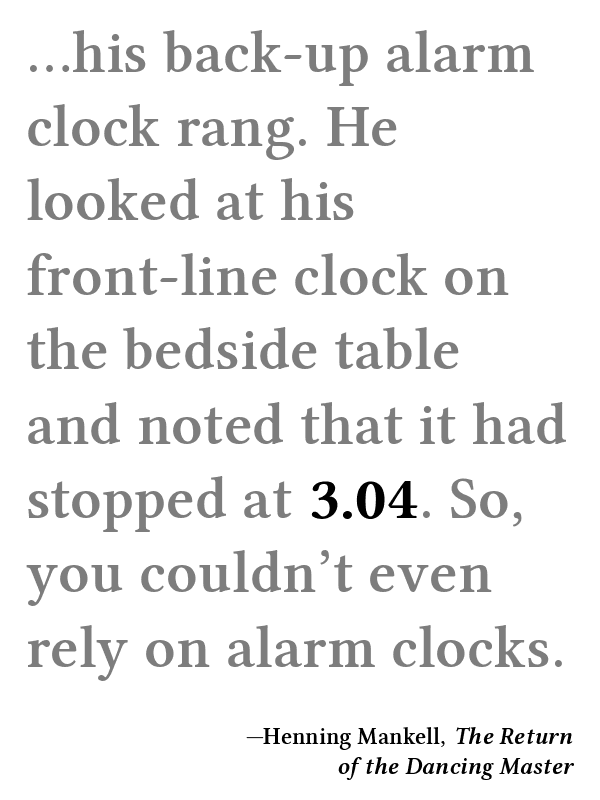 …his back-up alarm
clock rang. He
looked at his
front-line clock on
the bedside table
and noted that it had
stopped at 3.04. So,
you couldn’t even
rely on alarm clocks.
—Henning Mankell, The Return
of the Dancing Master